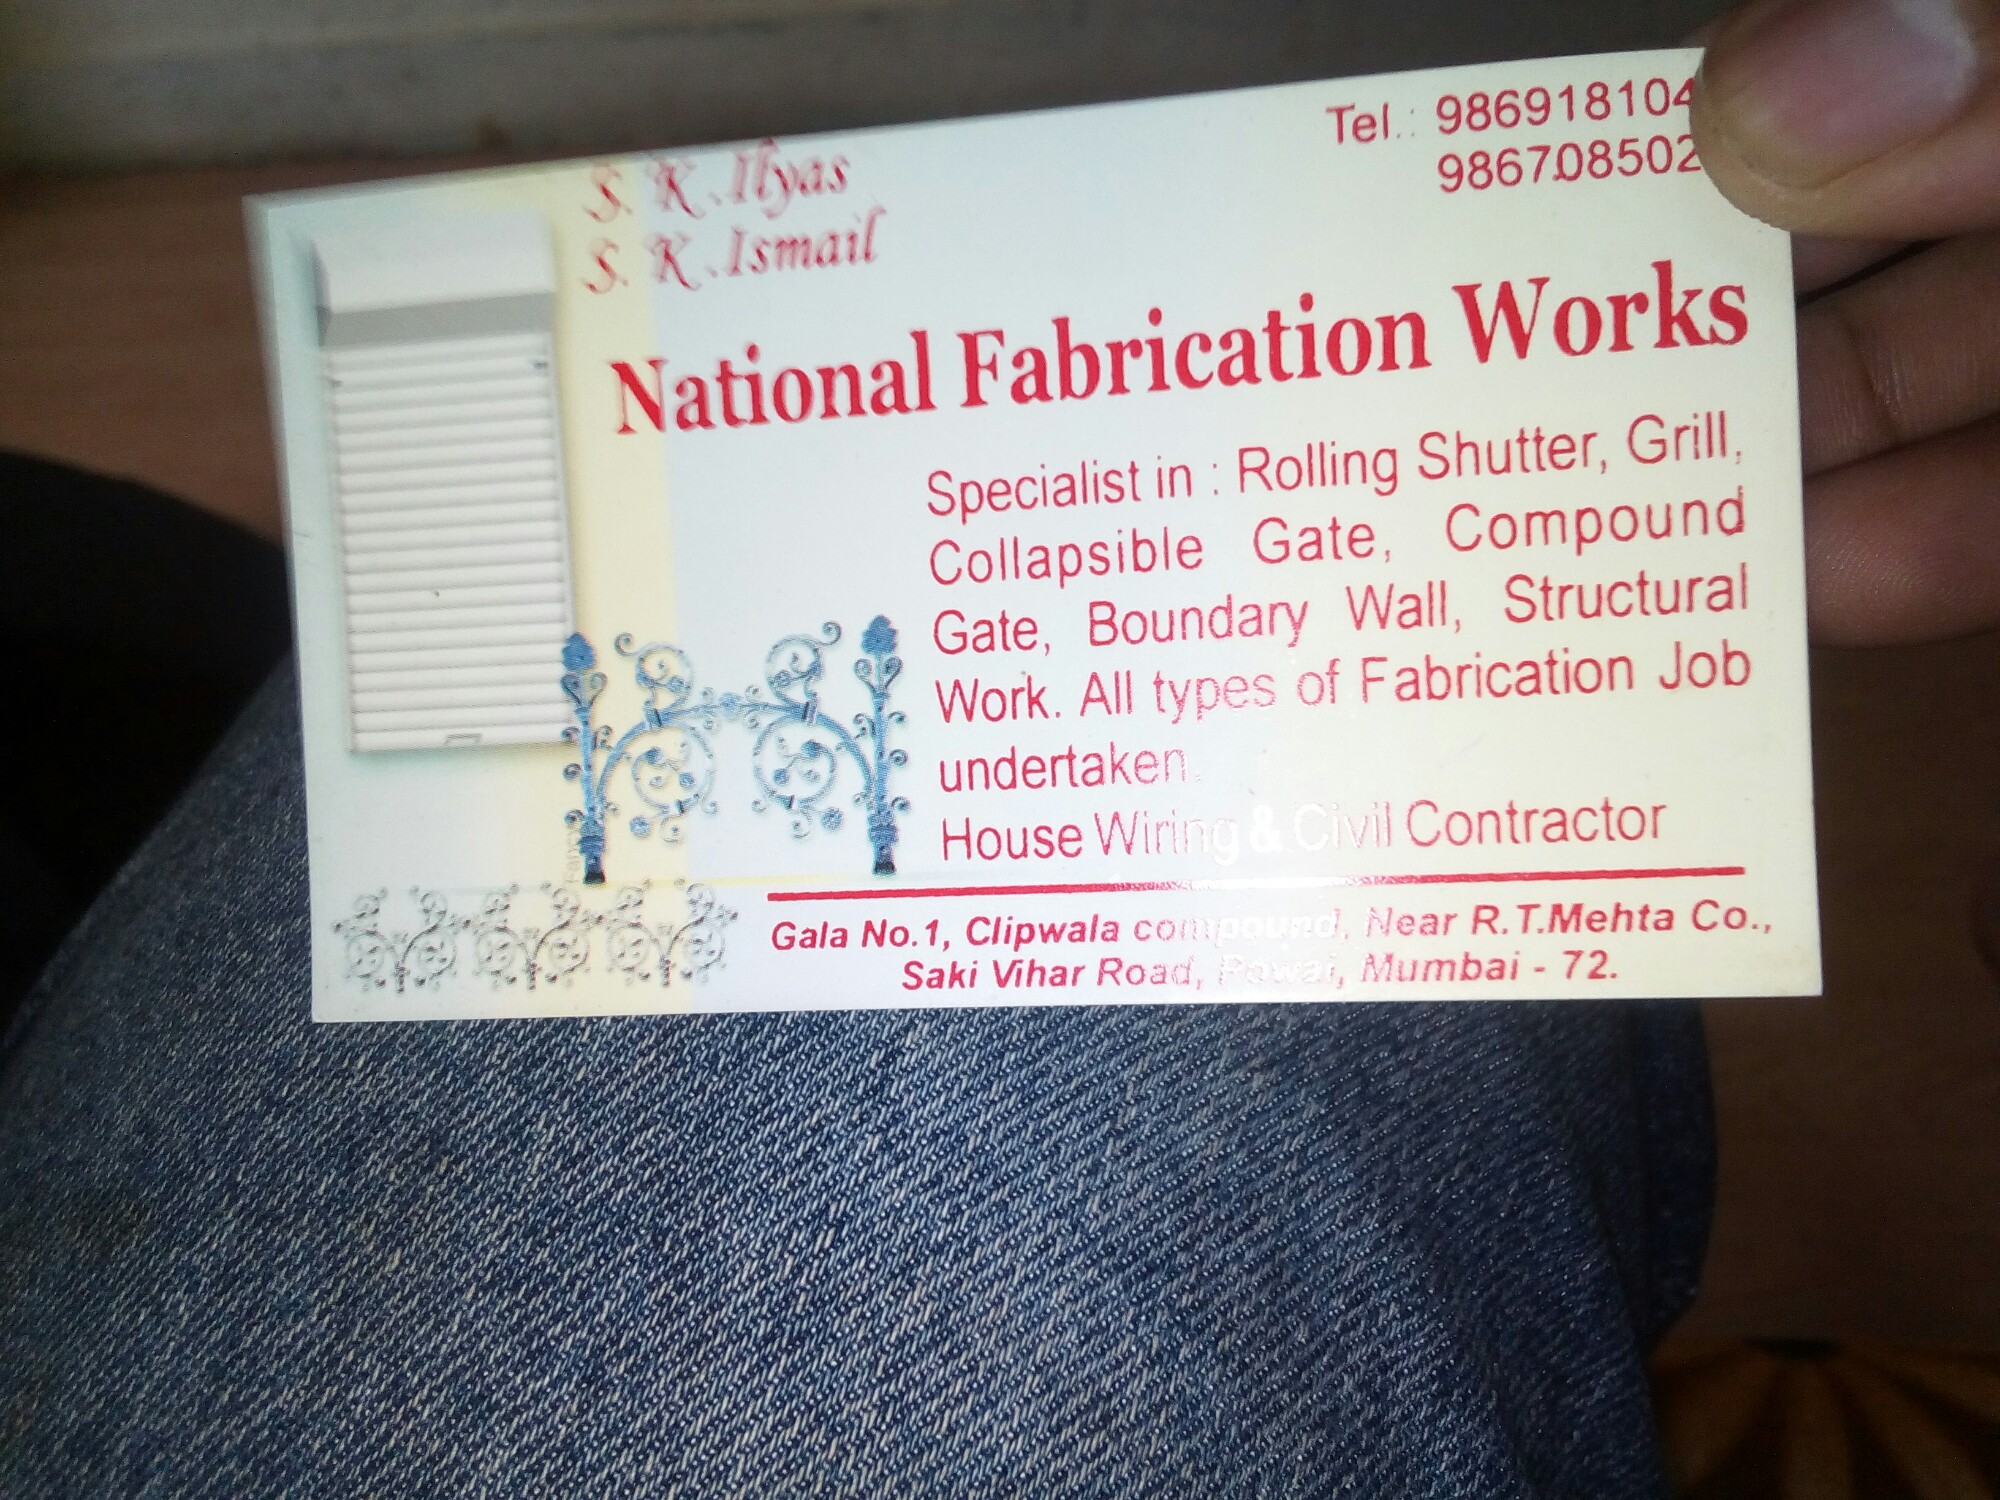 S. K. Ilyas
S. K. Ismail
Tel.: 986918104
986708502
National Fabrication Works
Specialist in : Rolling Shutter, Grill,
Collapsible Gate, Compound
Gate, Boundary Wall, Structural
Work. All types of Fabrication Job
undertaken.
House Wiring & Civil Contractor
Gala No.1, Clipwala compound, Near R.T.Mehta Co.,
Saki Vihar Road, Powai, Mumbai - 72.